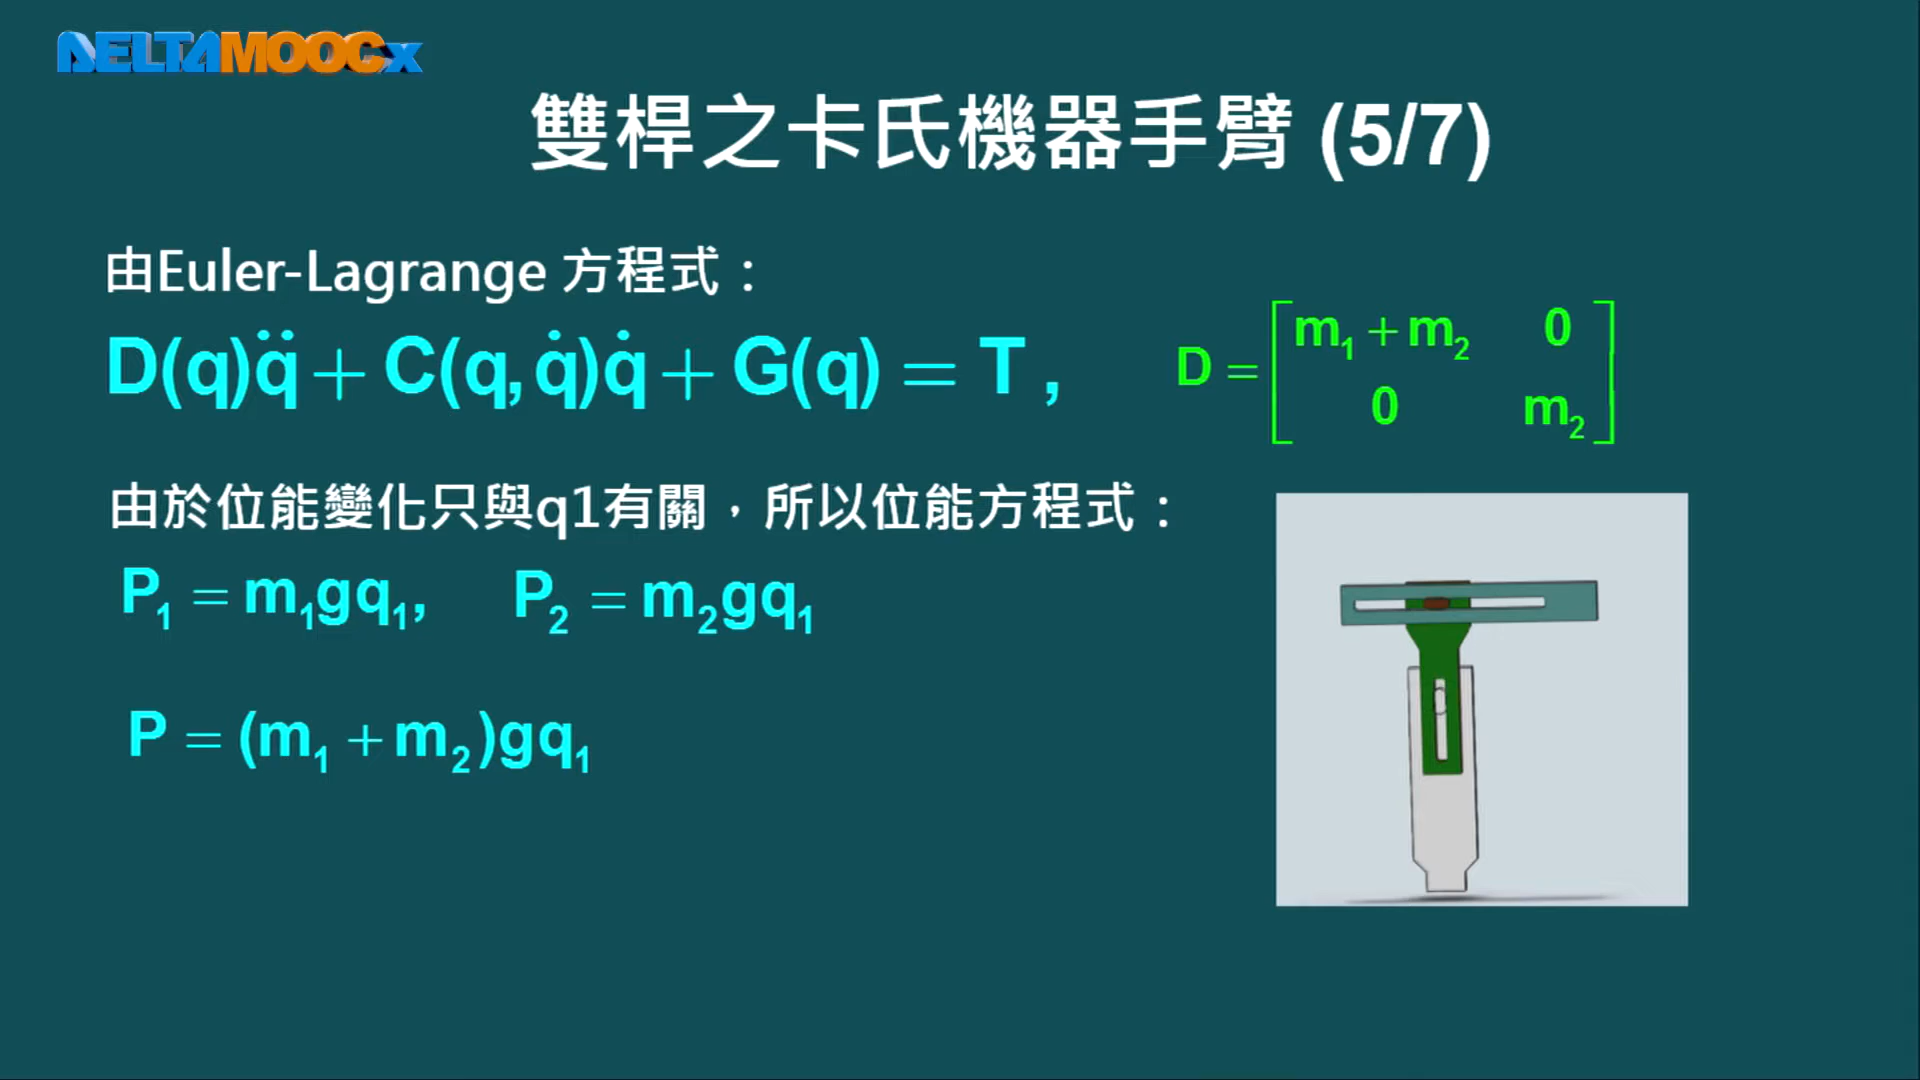 DELTAMOOCx
雙桿之卡氏機器手臂 (5/7)
由Euler-Lagrange 方程式：
D(q)q̈ + C(q, q̇)q̇ + G(q) = T ,
D = [ m₁ + m₂ 0
0 m₂ ]
由於位能變化只與q1有關，所以位能方程式：
P₁ = m₁gq₁, P₂ = m₂gq₁
P = (m₁ + m₂)gq₁